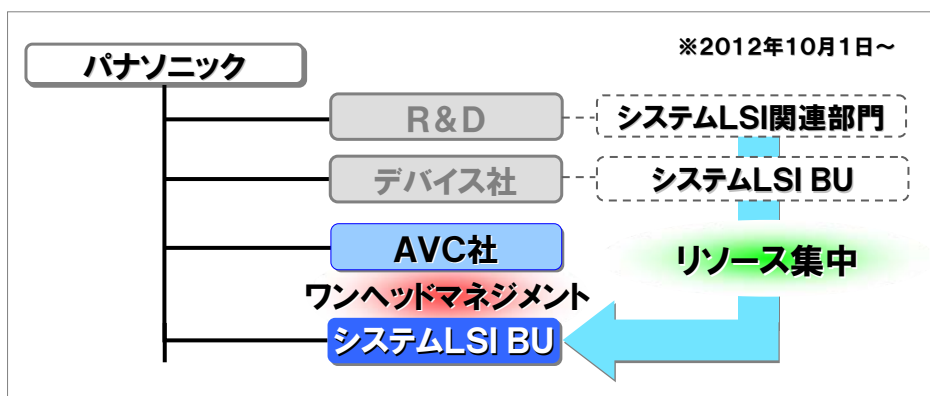 ※2012年10月1日～
パナソニック
R&D
システムLSI関連部門
デバイス社
システムLSI BU
AVC社
リソース集中
ワンヘッドマネジメント
システムLSI BU